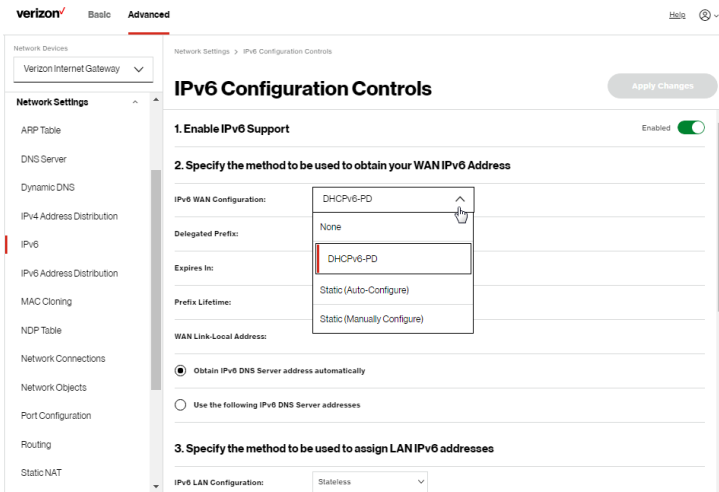 verizon✓
Basic
Advanced
Help
Network Devices
Verizon Internet Gateway
Network Settings
ARP Table
DNS Server
Dynamic DNS
IPv4 Address Distribution
IPv6
IPv6 Address Distribution
MAC Cloning
NDP Table
Network Connections
Network Objects
Port Configuration
Routing
Static NAT
Network Settings > IPv6 Configuration Controls
IPv6 Configuration Controls
Apply Changes
1. Enable IPv6 Support
Enabled
2. Specify the method to be used to obtain your WAN IPv6 Address
IPv6 WAN Configuration:
DHCPv6-PD
None
DHCPv6-PD
Static (Auto-Configure)
Static (Manually Configure)
Delegated Prefix:
Expires In:
Prefix Lifetime:
WAN Link-Local Address:
Obtain IPv6 DNS Server address automatically
Use the following IPv6 DNS Server addresses
3. Specify the method to be used to assign LAN IPv6 addresses
IPv6 LAN Configuration:
Stateless